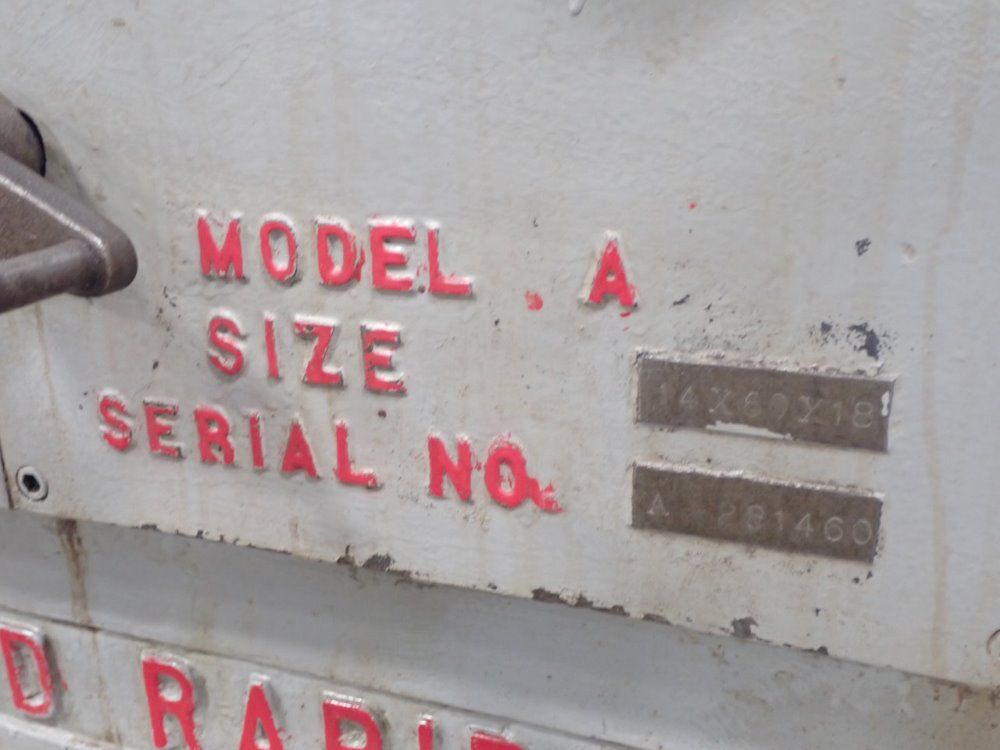 MODEL A
SIZE 14X60X18
SERIAL NO. A 281460